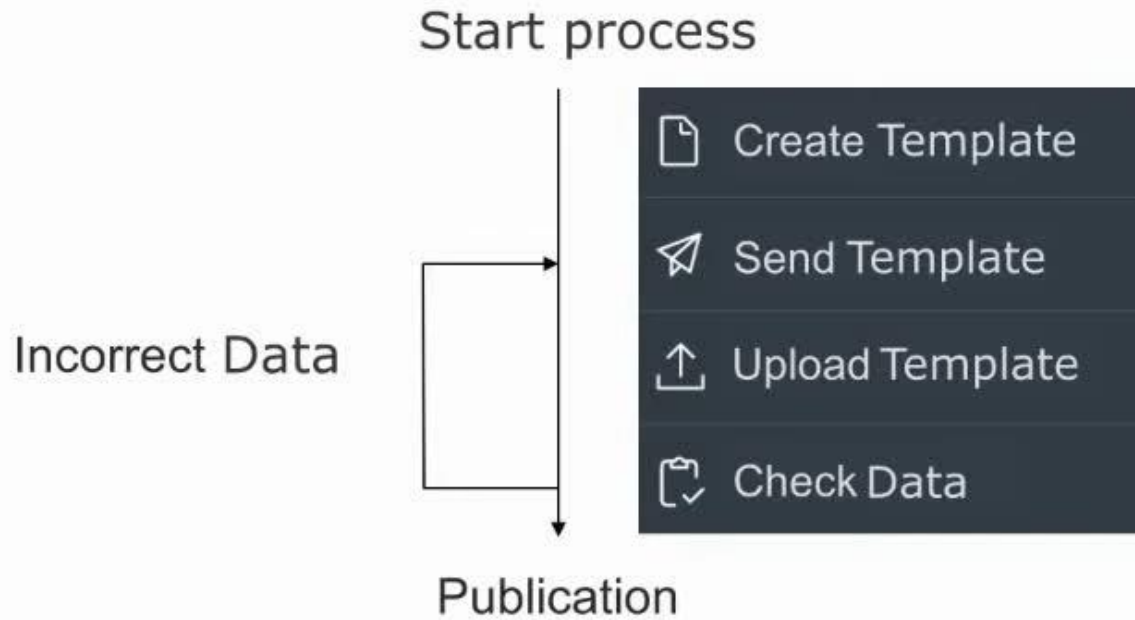 Start process
Create Template
Send Template
Incorrect Data
Upload Template
Check Data
Publication